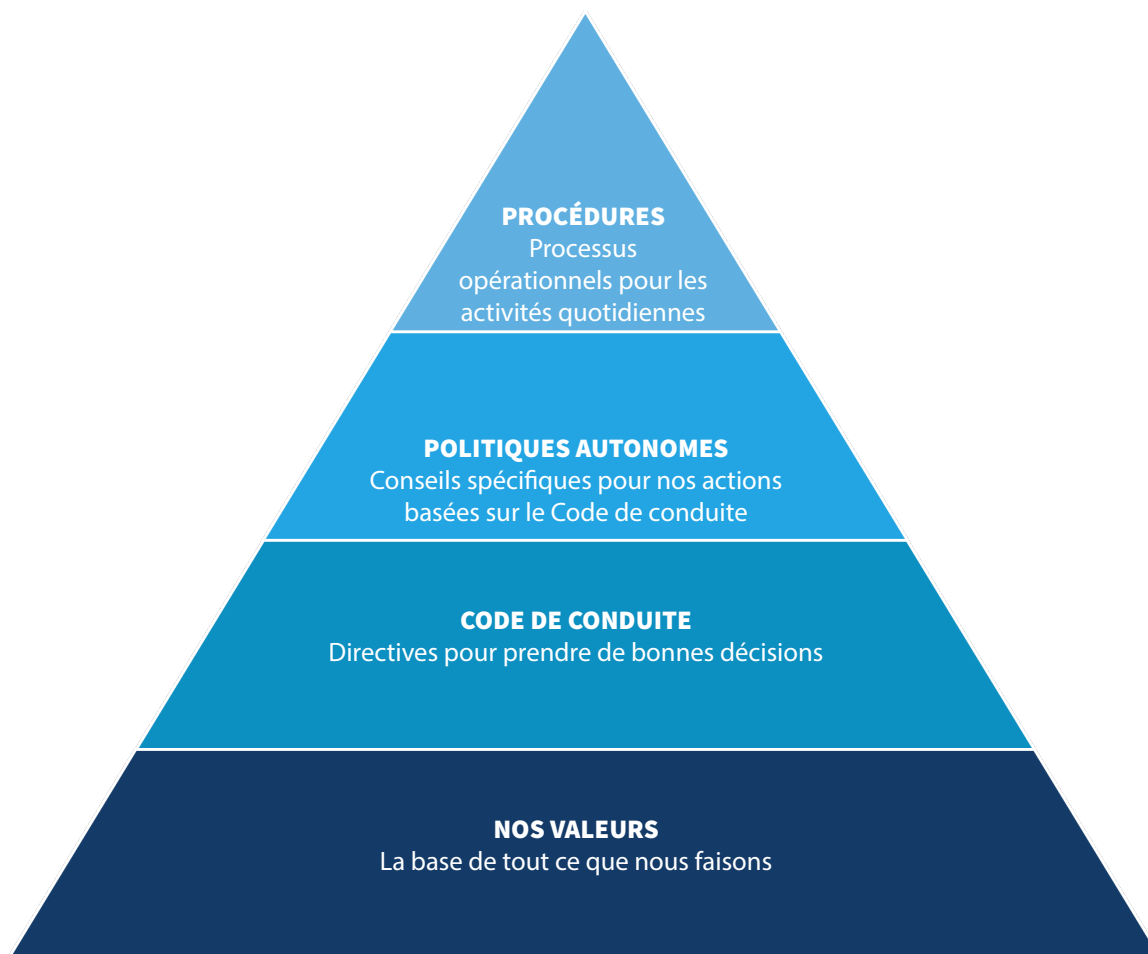 PROCÉDURES
Processus
opérationnels pour les
activités quotidiennes
POLITIQUES AUTONOMES
Conseils spécifiques pour nos actions
basées sur le Code de conduite
CODE DE CONDUITE
Directives pour prendre de bonnes décisions
NOS VALEURS
La base de tout ce que nous faisons